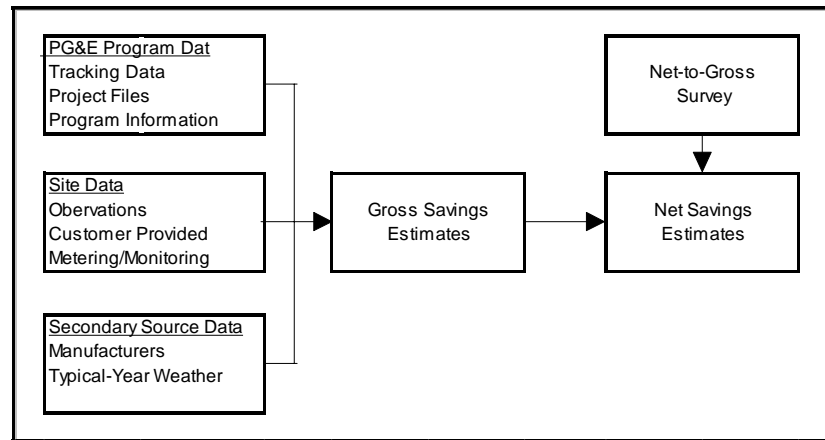 PG&E Program Dat
Tracking Data
Project Files
Program Information
Net-to-Gross
Survey
Site Data
Obervations
Customer Provided
Metering/Monitoring
Gross Savings
Estimates
Net Savings
Estimates
Secondary Source Data
Manufacturers
Typical-Year Weather